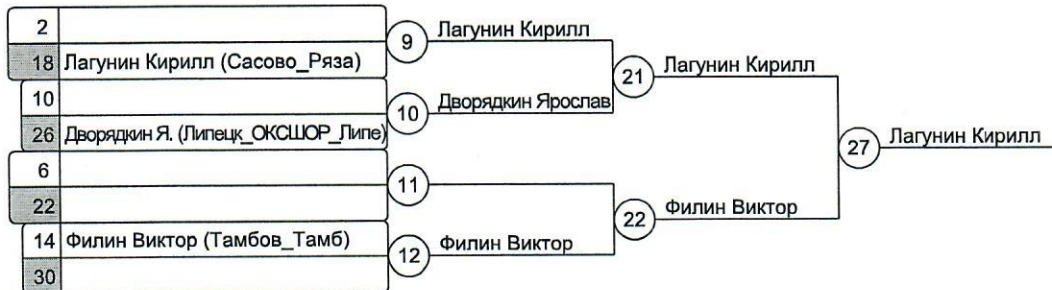 2
9
Лагунин Кирилл
18 Лагунин Кирилл (Сасово_Ряза)
21
Лагунин Кирилл
10
10
Дворядкин Ярослав
26 Дворядкин Я. (Липецк_ОКСШОР_Липе)
27
Лагунин Кирилл
6
11
22
22
Филин Виктор
14 Филин Виктор (Тамбов_Тамб)
12
Филин Виктор
30